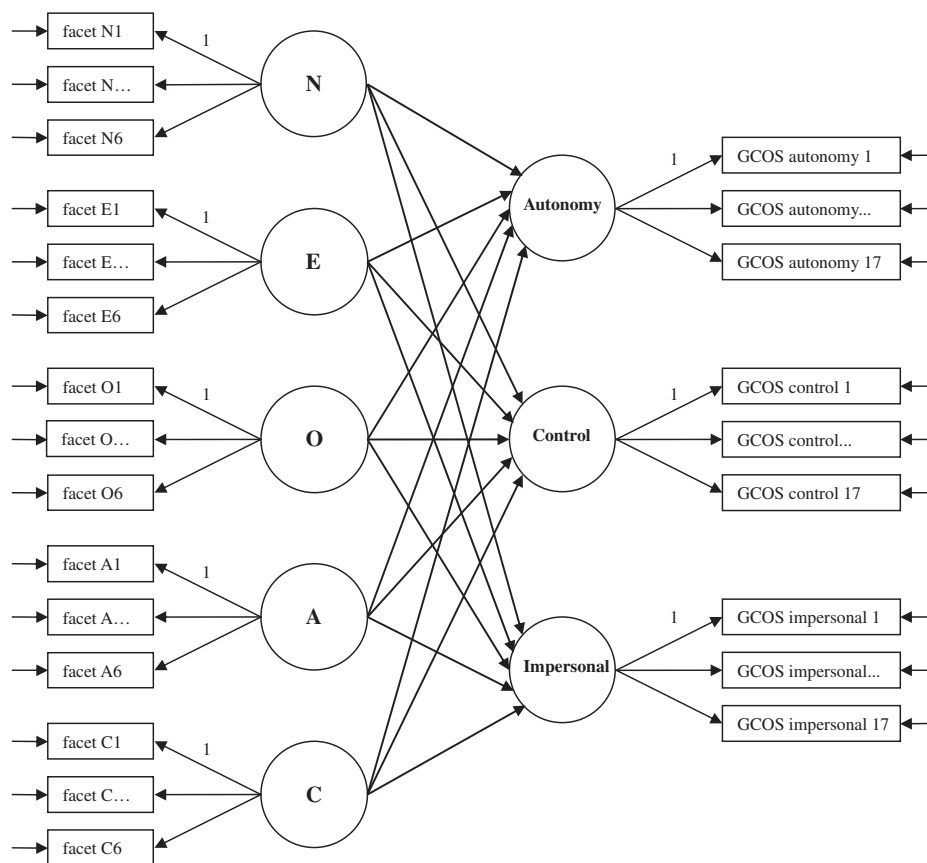 facet N1
1
facet N…
facet N6
N
facet E1
1
facet E…
facet E6
E
facet O1
1
facet O…
facet O6
O
facet A1
1
facet A…
facet A6
A
facet C1
1
facet C…
facet C6
C
Autonomy
1
GCOS autonomy 1
GCOS autonomy...
GCOS autonomy 17
Control
1
GCOS control 1
GCOS control...
GCOS control 17
Impersonal
1
GCOS impersonal 1
GCOS impersonal...
GCOS impersonal 17